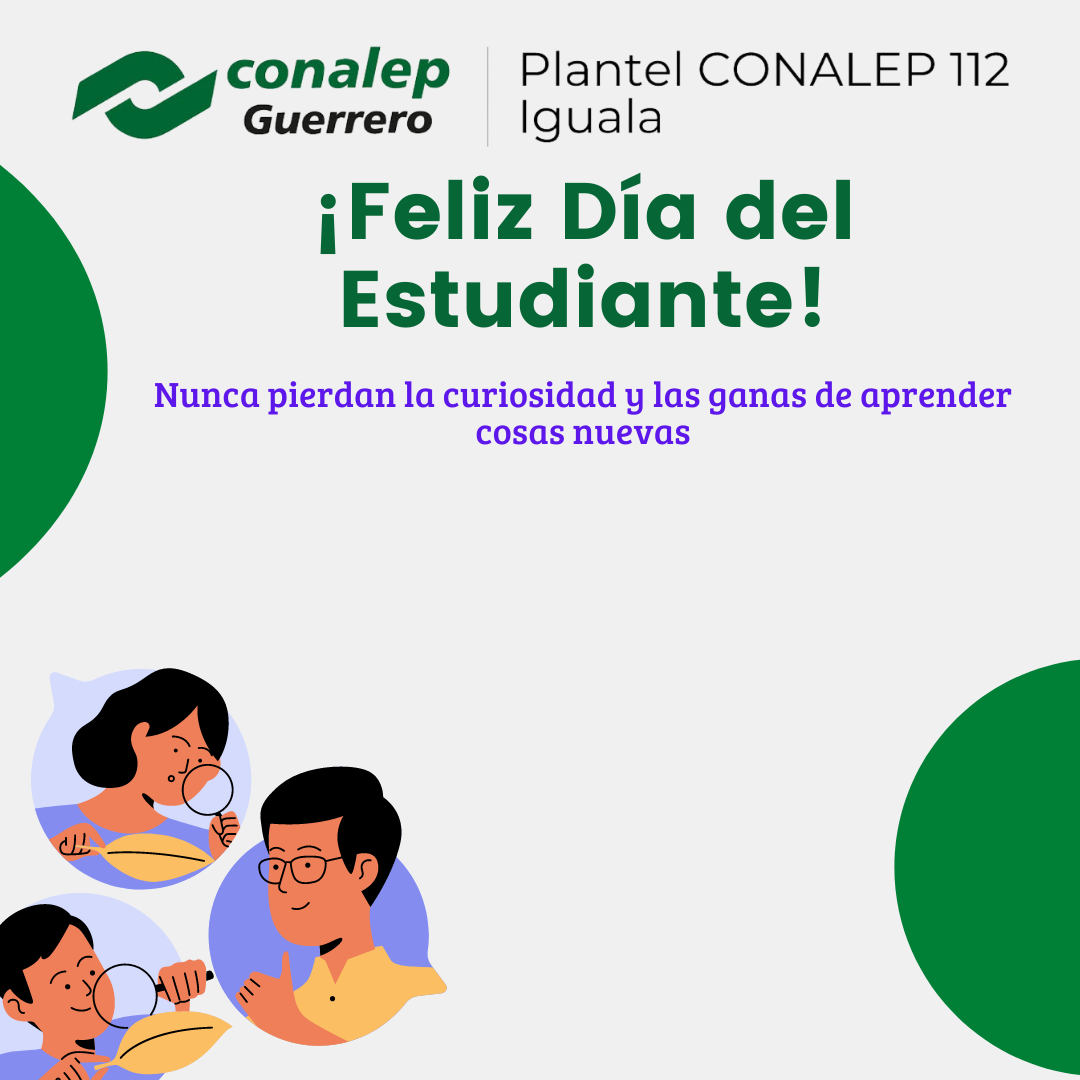 conalep
Guerrero
Plantel CONALEP 112
Iguala
¡Feliz Día del
Estudiante!
Nunca pierdan la curiosidad y las ganas de aprender
cosas nuevas